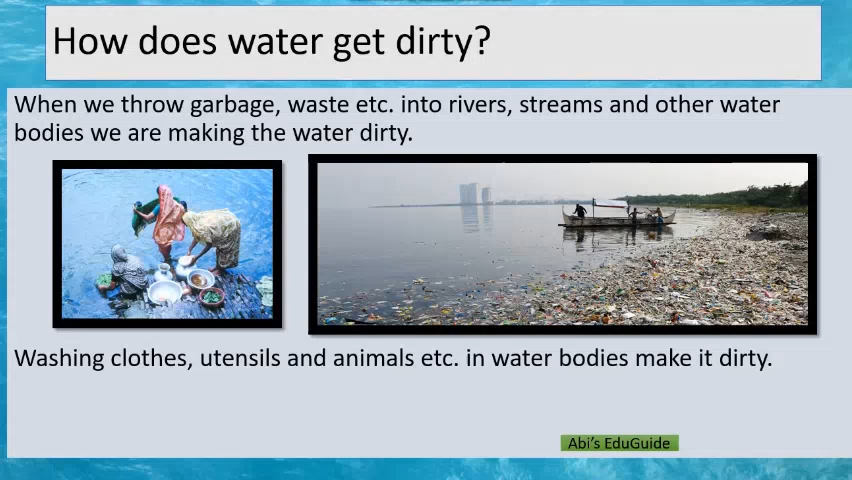 How does water get dirty?
When we throw garbage, waste etc. into rivers, streams and other water
bodies we are making the water dirty.
Washing clothes, utensils and animals etc. in water bodies make it dirty.
Abi's EduGuide